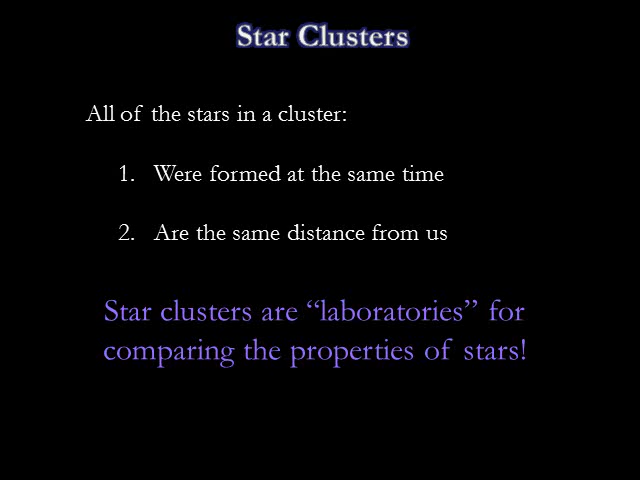 Star Clusters
All of the stars in a cluster:
1. Were formed at the same time
2. Are the same distance from us
Star clusters are “laboratories” for
comparing the properties of stars!